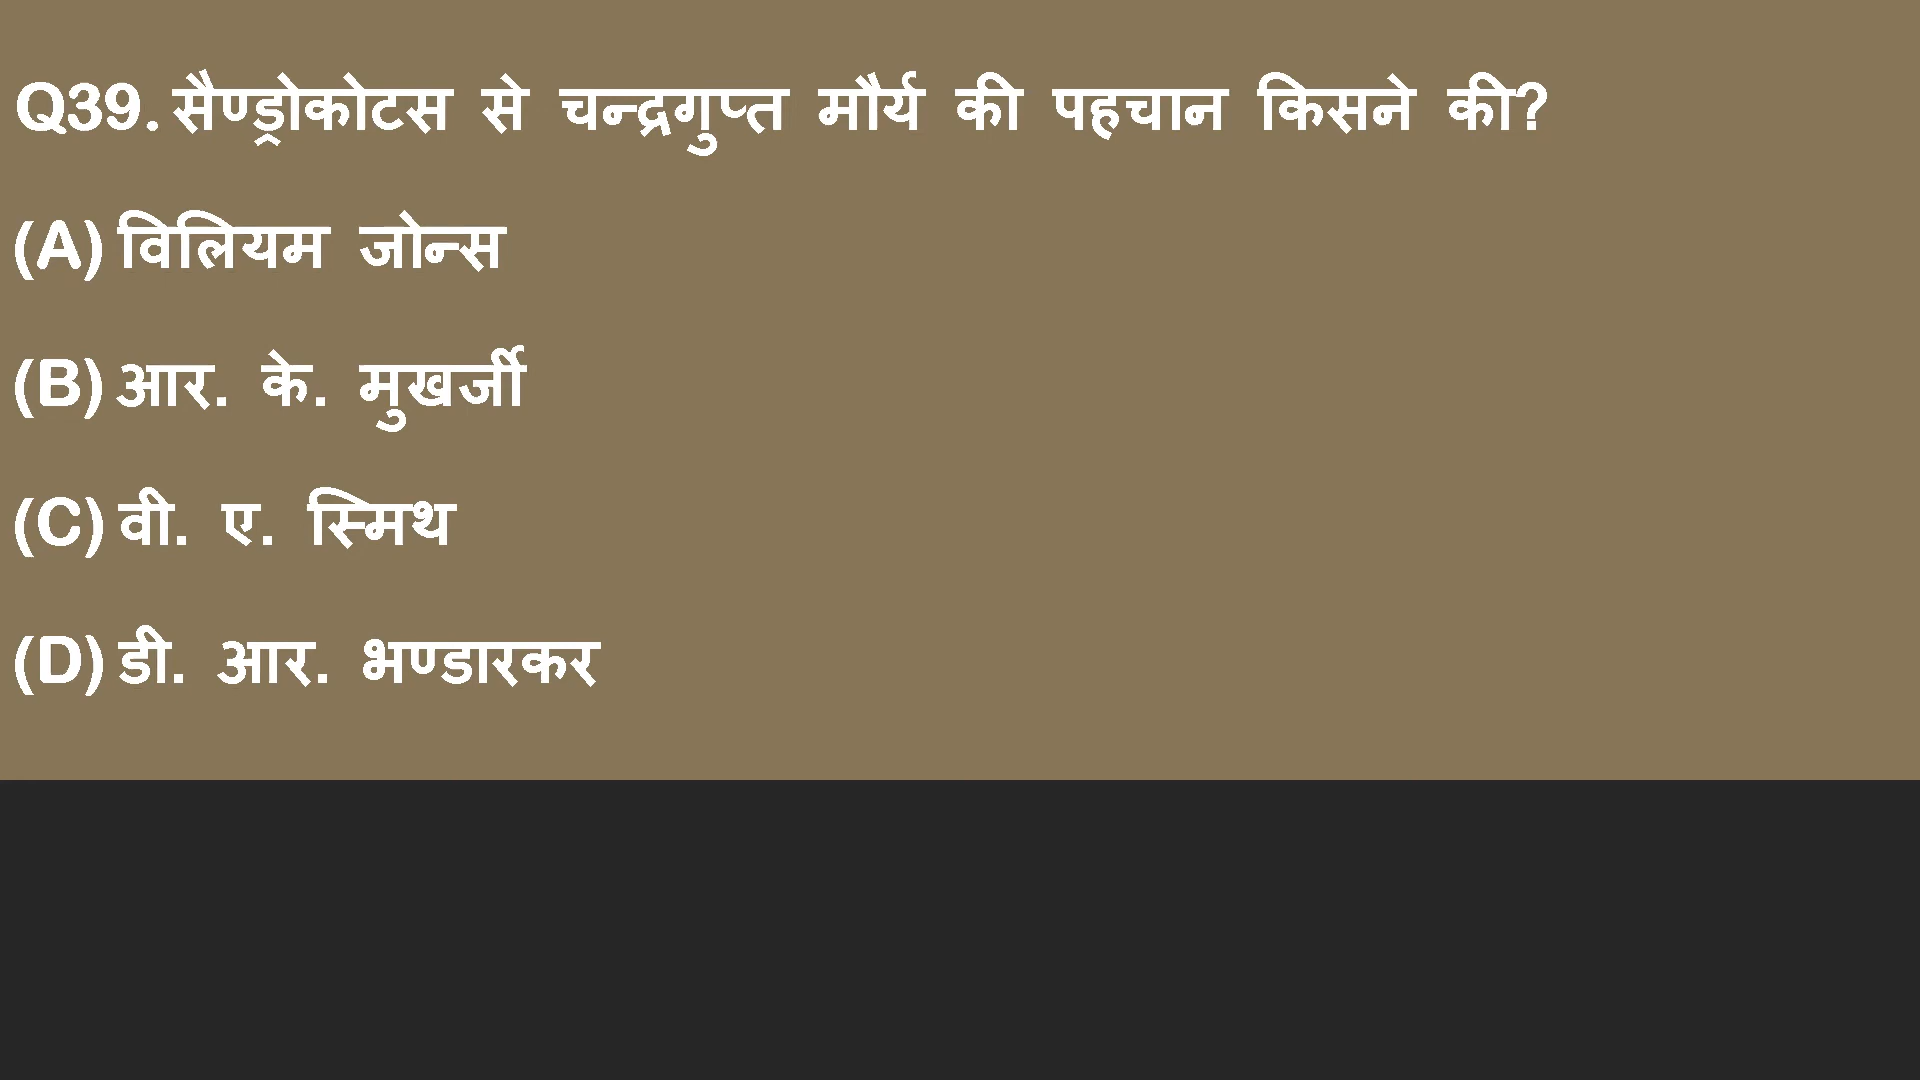 Q39. सैण्ड्रोकोटस से चन्द्रगुप्त मौर्य की पहचान किसने की?
(A) विलियम जोन्स
(B) आर. के. मुखर्जी
(C) वी. ए. स्मिथ
(D) डी. आर. भण्डारकर